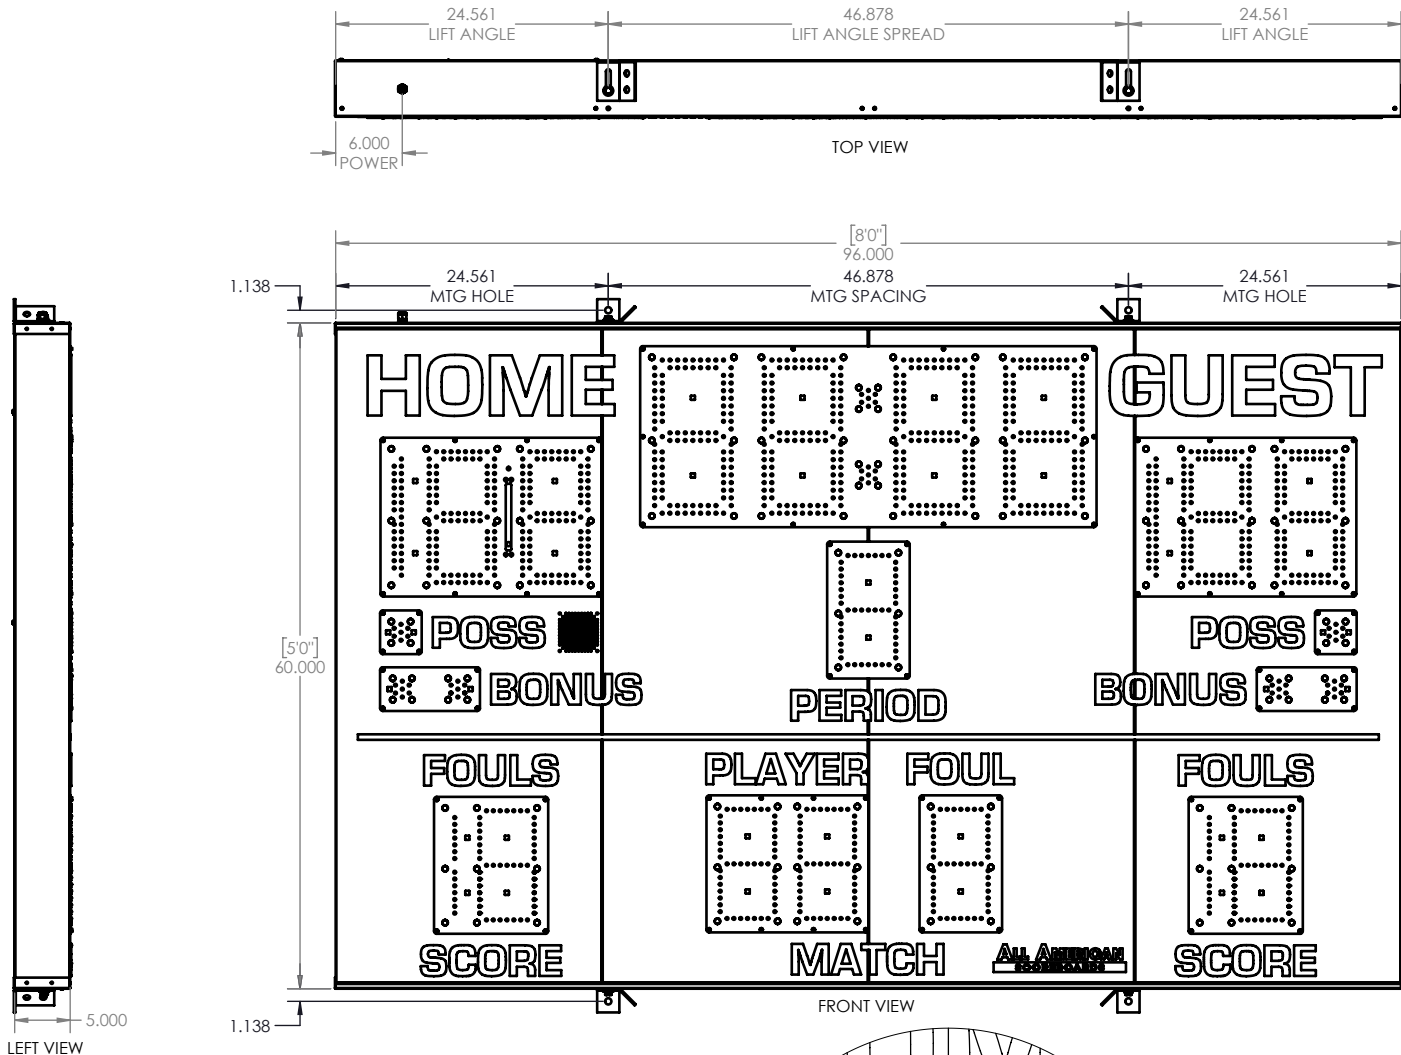 24.561
LIFT ANGLE
46.878
LIFT ANGLE SPREAD
24.561
LIFT ANGLE
6.000
POWER
TOP VIEW
[8'0"]
96.000
1.138
24.561
MTG HOLE
46.878
MTG SPACING
24.561
MTG HOLE
HOME
GUEST
[5'0"]
60.000
POSS
POSS
BONUS
BONUS
PERIOD
FOULS
PLAYER
FOUL
FOULS
SCORE
MATCH
ALL AMERICAN
SCOREBOARDS
SCORE
1.138
FRONT VIEW
5.000
LEFT VIEW